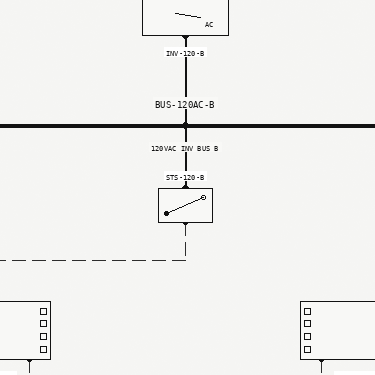 AC
INV-120-B
BUS-120AC-B
120VAC INV BUS B
STS-120-B